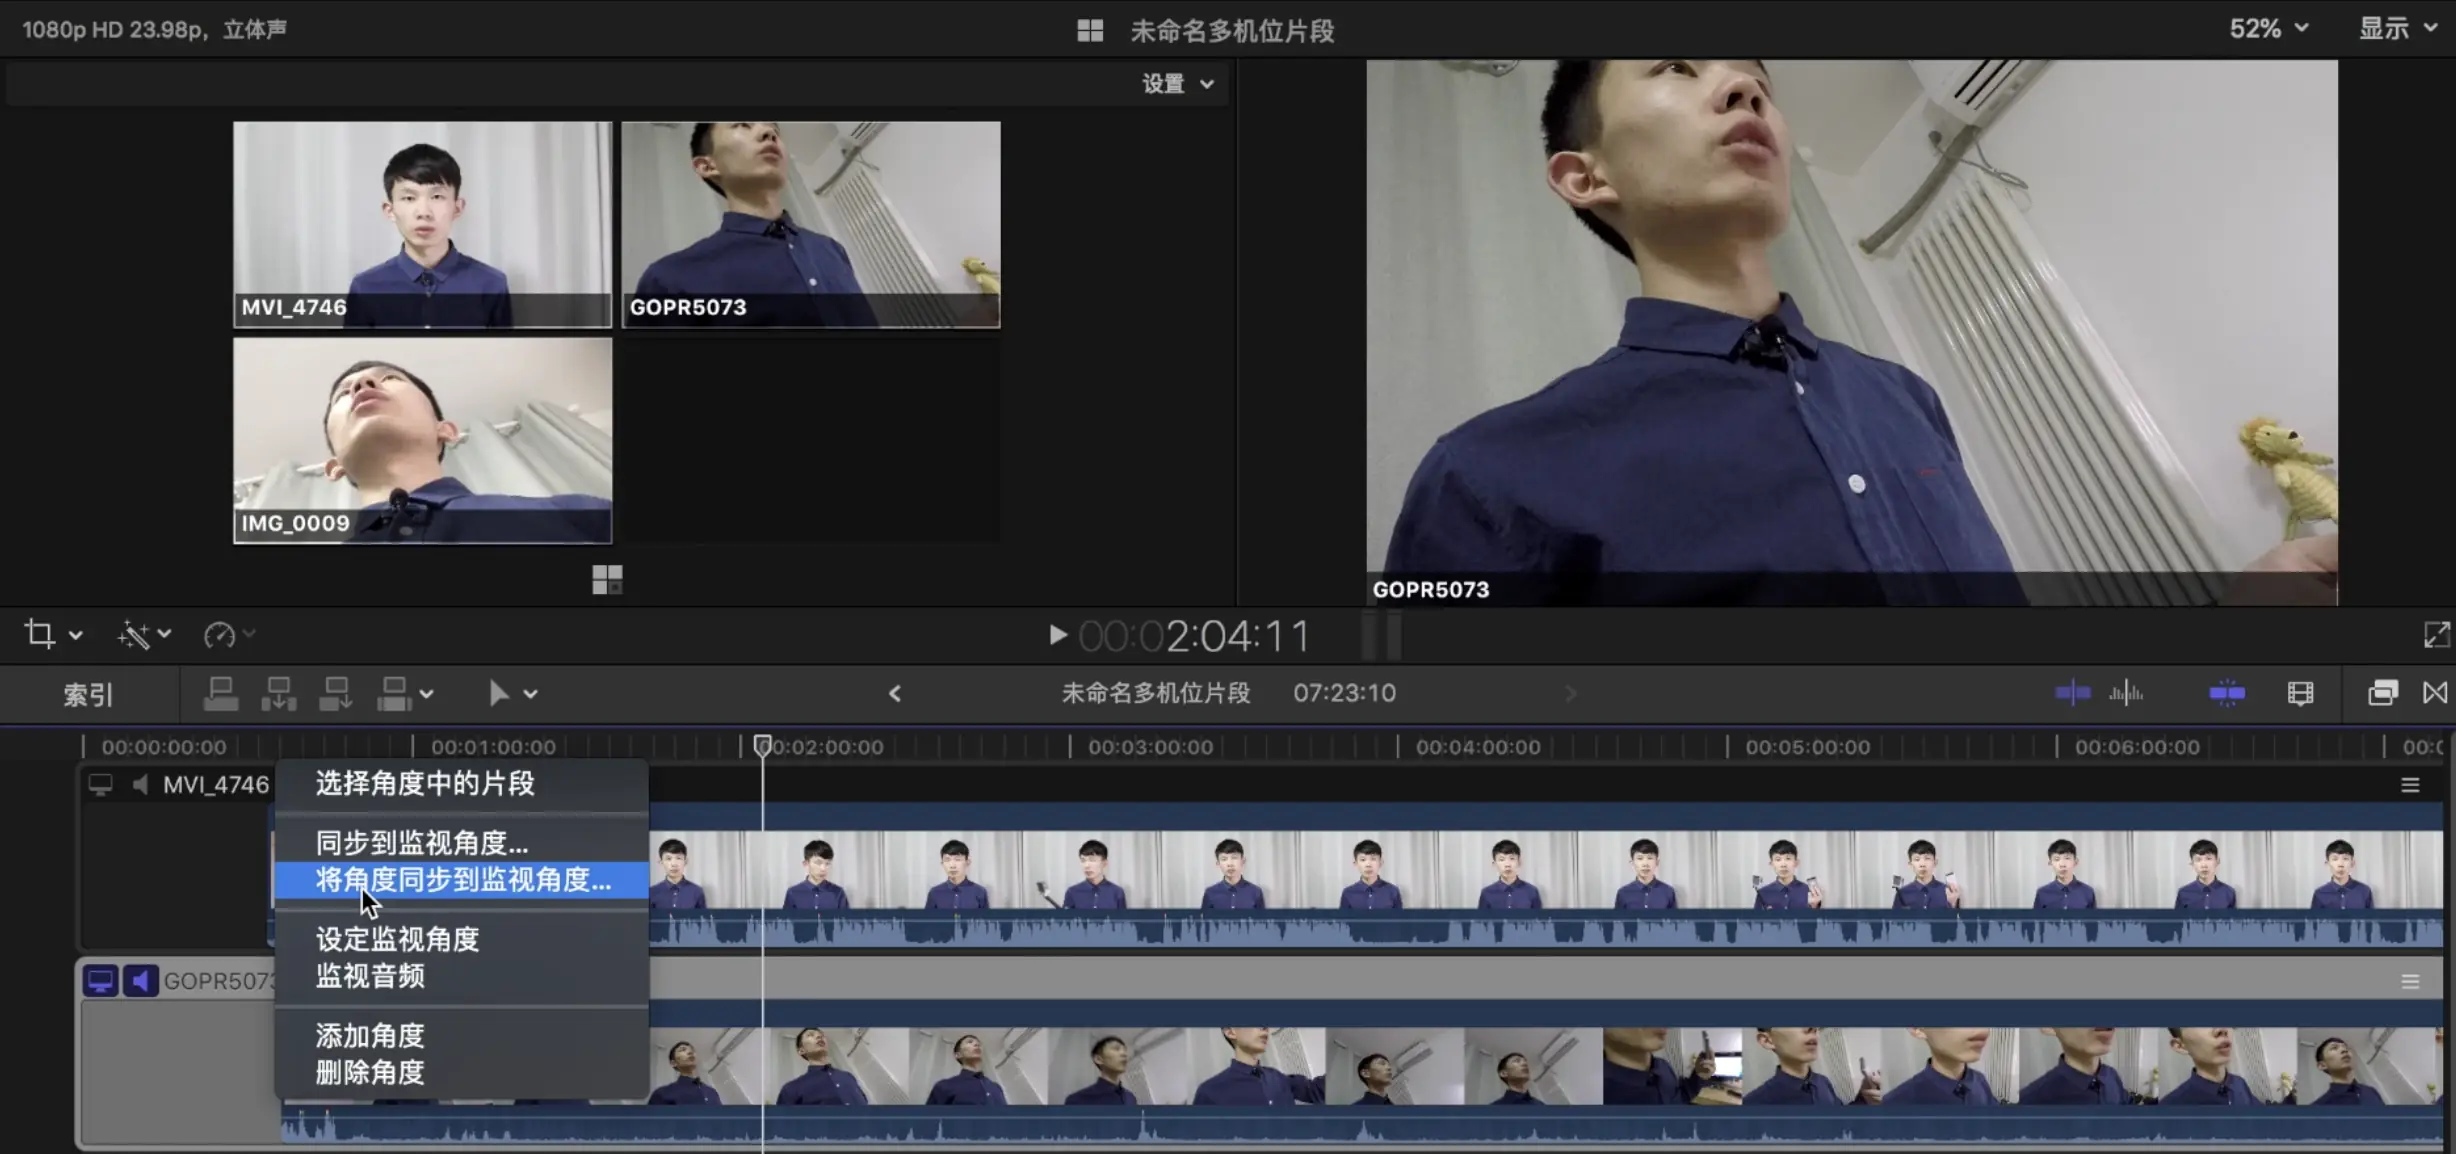 1080p HD 23.98p，立体声
未命名多机位片段
52%
显示
设置
MVI_4746
GOPR5073
IMG_0009
GOPR5073
00:02:04:11
索引
未命名多机位片段
07:23:10
00:00:00:00
00:01:00:00
00:02:00:00
00:03:00:00
00:04:00:00
00:05:00:00
00:06:00:00
MVI_4746
选择角度中的片段
同步到监视角度...
将角度同步到监视角度...
设定监视角度
监视音频
GOPR5073
添加角度
删除角度